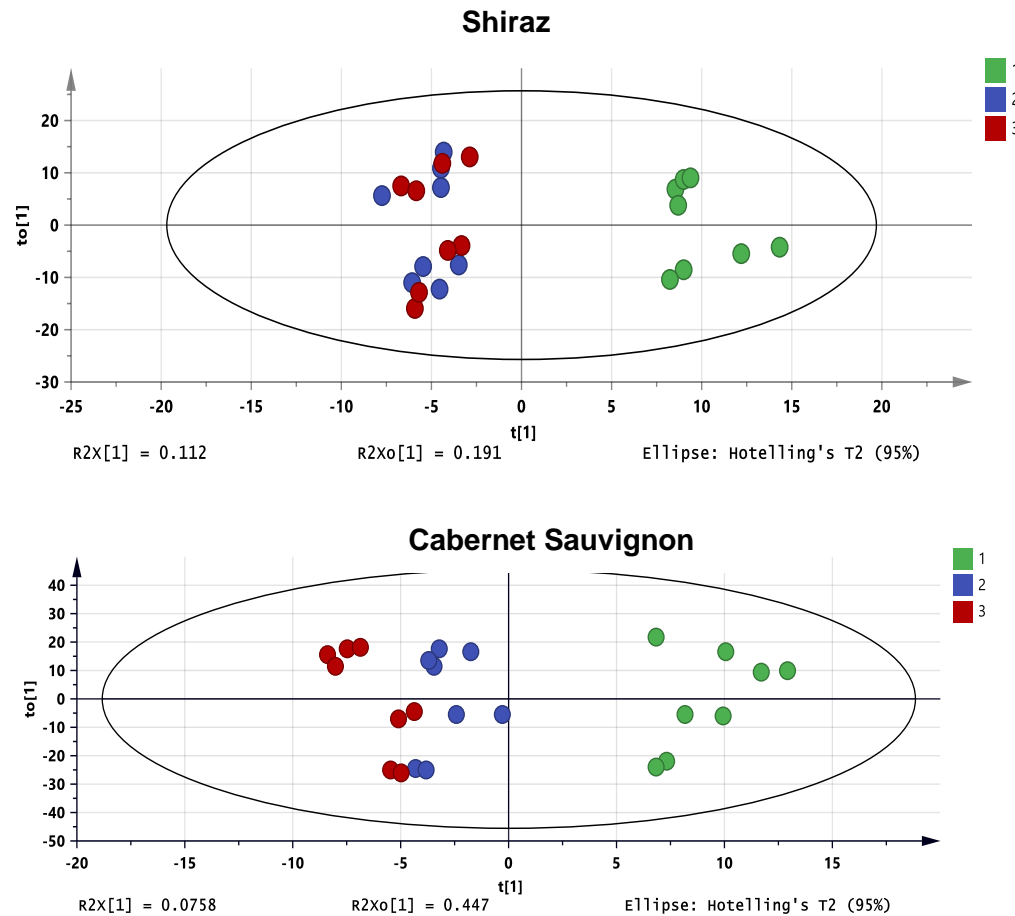 Shiraz
1
2
3
20
10
0
-10
-20
-30
-25 -20 -15 -10 -5 0 5 10 15 20
to[1]
t[1]
R2X[1] = 0.112 R2Xo[1] = 0.191 Ellipse: Hotelling's T2 (95%)
Cabernet Sauvignon
1
2
3
40
30
20
10
0
-10
-20
-30
-40
-50
-20 -15 -10 -5 0 5 10 15
to[1]
t[1]
R2X[1] = 0.0758 R2Xo[1] = 0.447 Ellipse: Hotelling's T2 (95%)